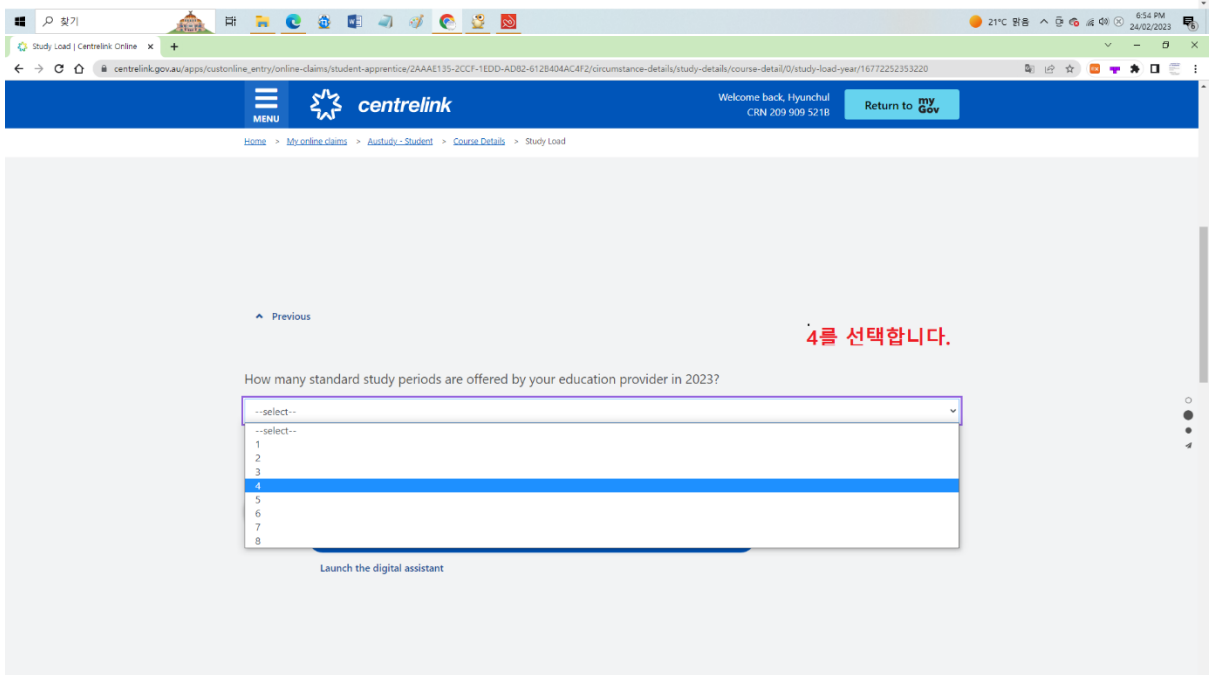 찾기
21°C 맑음
6:54 PM
24/02/2023
Study Load | Centrelink Online
centrelink.gov.au/apps/custonline_entry/online-claims/student-apprentice/2AAAE135-2CCF-1EDD-ADB2-612B404AC4F2/circumstance-details/study-details/course-detail/0/study-load-year/16772252353220
MENU
centrelink
Welcome back, Hyunchul
CRN 209 909 521B
Return to my Gov
Home > My online claims > Austudy - Student > Course Details > Study Load
Previous
4를 선택합니다.
How many standard study periods are offered by your education provider in 2023?
--select--
--select--
1
2
3
4
5
6
7
8
Launch the digital assistant